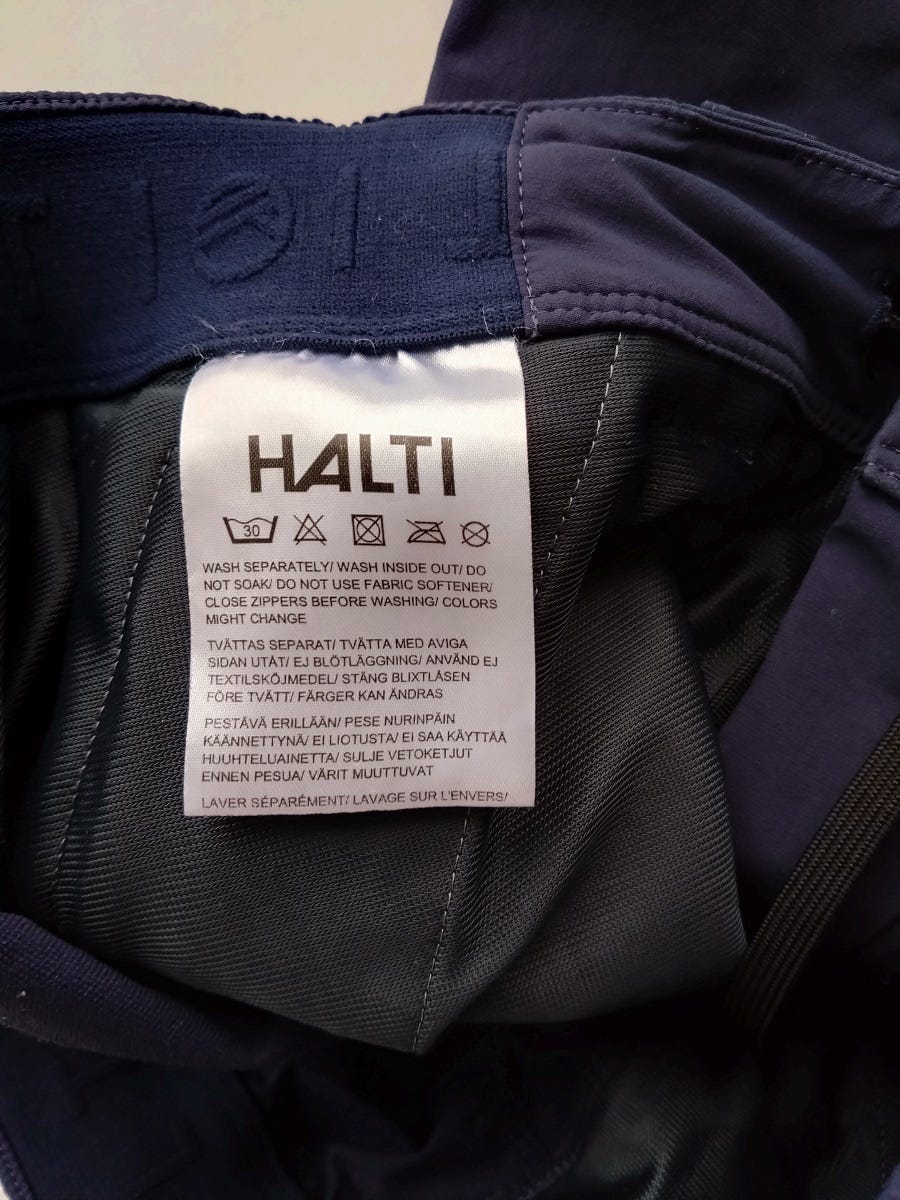 HALTI
30
WASH SEPARATELY/ WASH INSIDE OUT/ DO
NOT SOAK/ DO NOT USE FABRIC SOFTENER/
CLOSE ZIPPERS BEFORE WASHING/ COLORS
MIGHT CHANGE
TVÄTTAS SEPARAT/ TVÄTTA MED AVIGA
SIDAN UTÅT/ EJ BLÖTLÄGGNING/ ANVÄND EJ
TEXTILSKÖJMEDEL/ STÄNG BLIXTLÅSEN
FÖRE TVÄTT/ FÄRGER KAN ÄNDRAS
PESTÄVÄ ERILLÄÄN/ PESE NURINPÄIN
KÄÄNNETTYNÄ/ EI LIOTUSTA/ EI SAA KÄYTTÄÄ
HUUHTELUAINETTA/ SULJE VETOKETJUT
ENNEN PESUA/ VÄRIT MUUTTUVAT
LAVER SÉPARÉMENT/ LAVAGE SUR L'ENVERS/